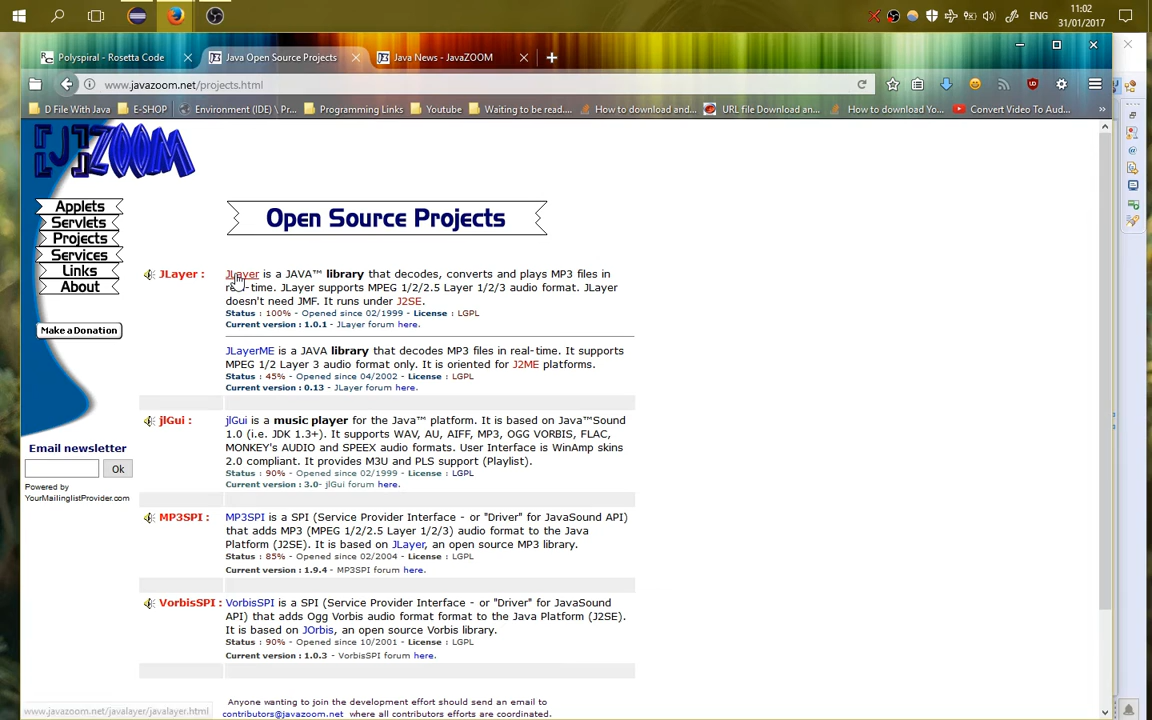 11:02
ENG
31/01/2017
Polyspiral - Rosetta Code
Java Open Source Projects
Java News - JavaZOOM
www.javazoom.net/projects.html
D File With Java
E-SHOP
Environment (IDE) \ Pr...
Programming Links
Youtube
Waiting to be read....
How to download and...
URL file Download an...
How to download Yo...
Convert Video To Aud...
[J]ZOOM
Applets
Servlets
Projects
Services
Links
About
Make a Donation
Email newsletter
Ok
Powered by
YourMailinglistProvider.com
Open Source Projects
JLayer :
JLayer is a JAVA™ library that decodes, converts and plays MP3 files in
real-time. JLayer supports MPEG 1/2/2.5 Layer 1/2/3 audio format. JLayer
doesn't need JMF. It runs under J2SE.
Status : 100% - Opened since 02/1999 - License : LGPL
Current version : 1.0.1 - JLayer forum here.
JLayerME is a JAVA library that decodes MP3 files in real-time. It supports
MPEG 1/2 Layer 3 audio format only. It is oriented for J2ME platforms.
Status : 45% - Opened since 04/2002 - License : LGPL
Current version : 0.13 - JLayer forum here.
jlGui :
jlGui is a music player for the Java™ platform. It is based on Java™Sound
1.0 (i.e. JDK 1.3+). It supports WAV, AU, AIFF, MP3, OGG VORBIS, FLAC,
MONKEY's AUDIO and SPEEX audio formats. User Interface is WinAmp skins
2.0 compliant. It provides M3U and PLS support (Playlist).
Status : 90% - Opened since 02/1999 - License : LGPL
Current version : 3.0- jlGui forum here.
MP3SPI :
MP3SPI is a SPI (Service Provider Interface - or "Driver" for JavaSound API)
that adds MP3 (MPEG 1/2/2.5 Layer 1/2/3) audio format to the Java
Platform (J2SE). It is based on JLayer, an open source MP3 library.
Status : 85% - Opened since 02/2004 - License : LGPL
Current version : 1.9.4 - MP3SPI forum here.
VorbisSPI :
VorbisSPI is a SPI (Service Provider Interface - or "Driver" for JavaSound
API) that adds Ogg Vorbis audio format format to the Java Platform (J2SE).
It is based on JOrbis, an open source Vorbis library.
Status : 90% - Opened since 10/2001 - License : LGPL
Current version : 1.0.3 - VorbisSPI forum here.
Anyone wanting to join the development effort should send an email to
contributors@javazoom.net where all contributors efforts are coordinated.
www.javazoom.net/javalayer/javalayer.html